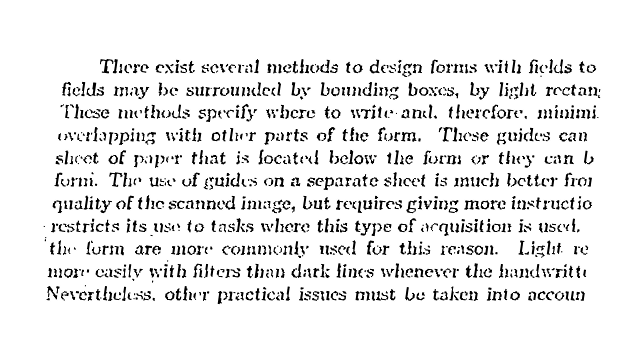 There exist several methods to design forms with fields to
fields may be surrounded by bounding boxes, by light rectan
These methods specify where to write and, therefore, minimi
overlapping with other parts of the form. These guides can
sheet of paper that is located below the form or they can b
form. The use of guides on a separate sheet is much better fro
quality of the scanned image, but requires giving more instructio
restricts its use to tasks where this type of acquisition is used.
the form are more commonly used for this reason. Light re
more easily with filters than dark lines whenever the handwritt
Nevertheless, other practical issues must be taken into accoun